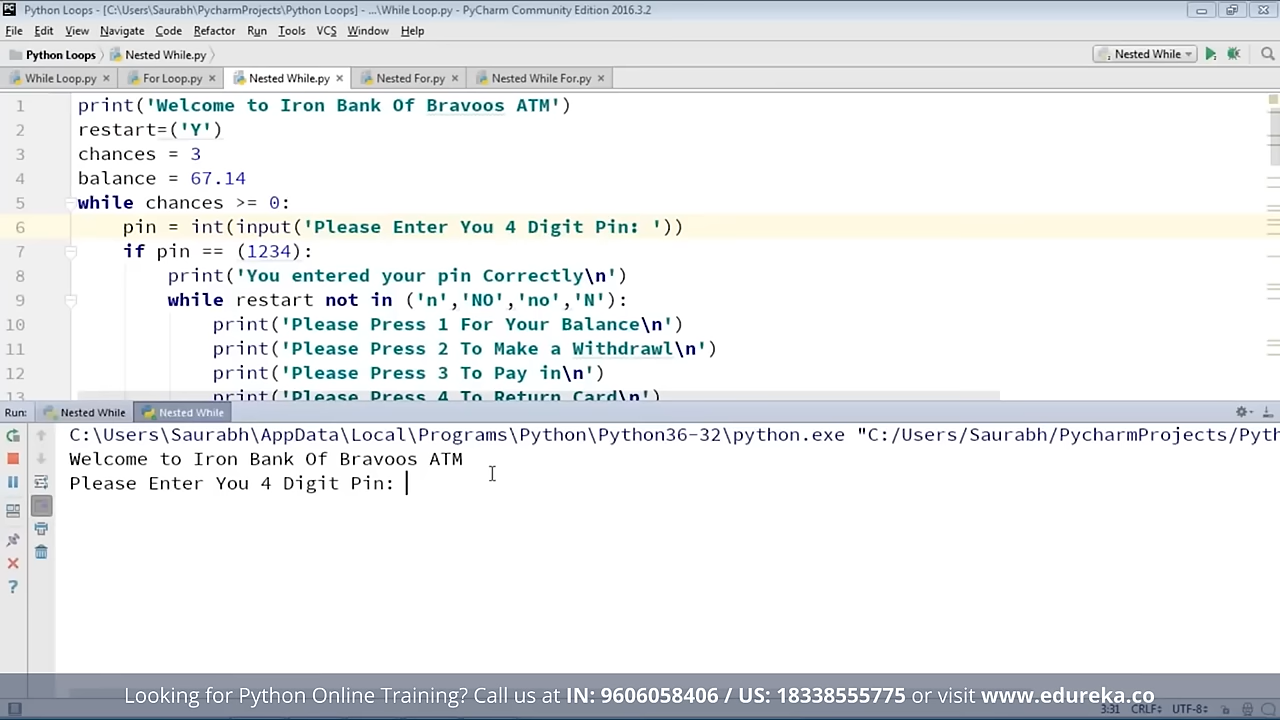 Python Loops - [C:\Users\Saurabh\PycharmProjects\Python Loops] - ...\While Loop.py - PyCharm Community Edition 2016.3.2
File Edit View Navigate Code Refactor Run Tools VCS Window Help
Python Loops Nested While.py Nested While
While Loop.py For Loop.py Nested While.py Nested For.py Nested While For.py
1 print('Welcome to Iron Bank Of Bravoos ATM')
2 restart=('Y')
3 chances = 3
4 balance = 67.14
5 while chances >= 0:
6 pin = int(input('Please Enter You 4 Digit Pin: '))
7 if pin == (1234):
8 print('You entered your pin Correctly\n')
9 while restart not in ('n','NO','no','N'):
10 print('Please Press 1 For Your Balance\n')
11 print('Please Press 2 To Make a Withdrawl\n')
12 print('Please Press 3 To Pay in\n')
13 print('Please Press 4 To Return Card\n')
Run: Nested While Nested While
C:\Users\Saurabh\AppData\Local\Programs\Python\Python36-32\python.exe "C:/Users/Saurabh/PycharmProjects/Pyth
Welcome to Iron Bank Of Bravoos ATM
Please Enter You 4 Digit Pin:
Looking for Python Online Training? Call us at IN: 9606058406 / US: 18338555775 or visit www.edureka.co
3:31 CRLF UTF-8